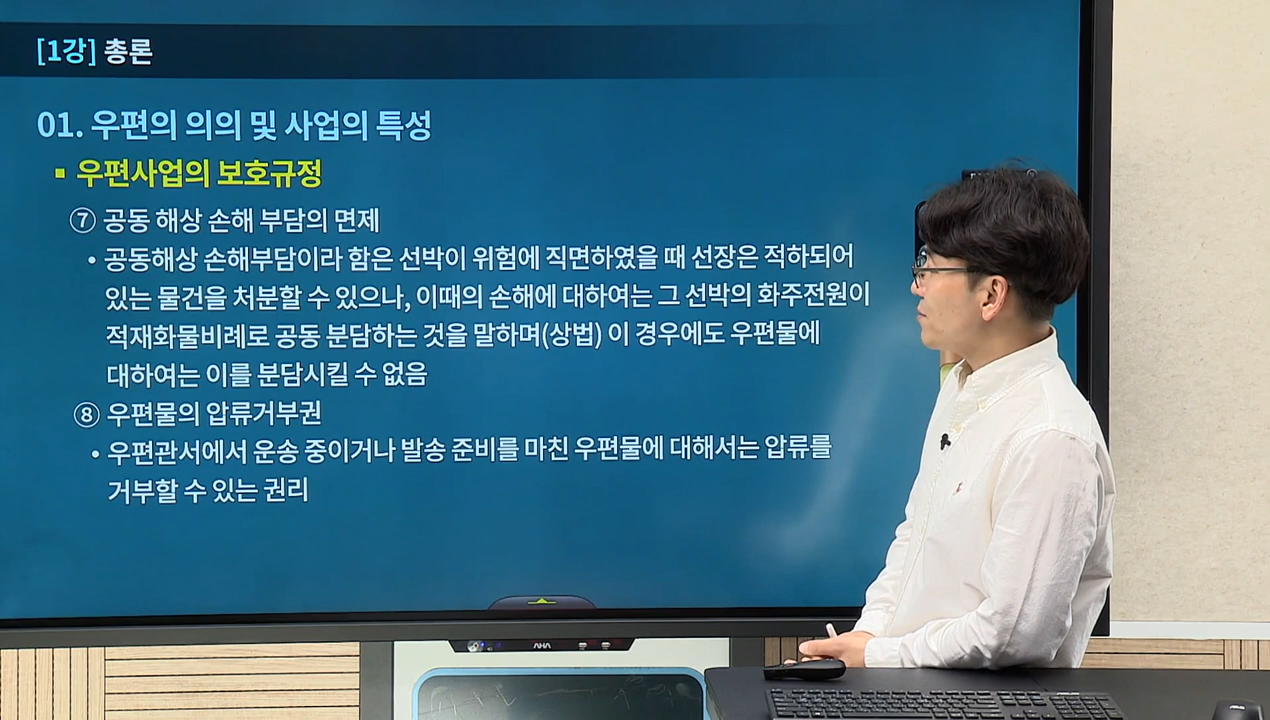 [1강] 총론
01. 우편의 의의 및 사업의 특성
▪ 우편사업의 보호규정
⑦ 공동 해상 손해 부담의 면제
• 공동해상 손해부담이라 함은 선박이 위험에 직면하였을 때 선장은 적하되어
있는 물건을 처분할 수 있으나, 이때의 손해에 대하여는 그 선박의 화주전원이
적재화물비례로 공동 분담하는 것을 말하며(상법) 이 경우에도 우편물에
대하여는 이를 분담시킬 수 없음
⑧ 우편물의 압류거부권
• 우편관서에서 운송 중이거나 발송 준비를 마친 우편물에 대해서는 압류를
거부할 수 있는 권리
AHA